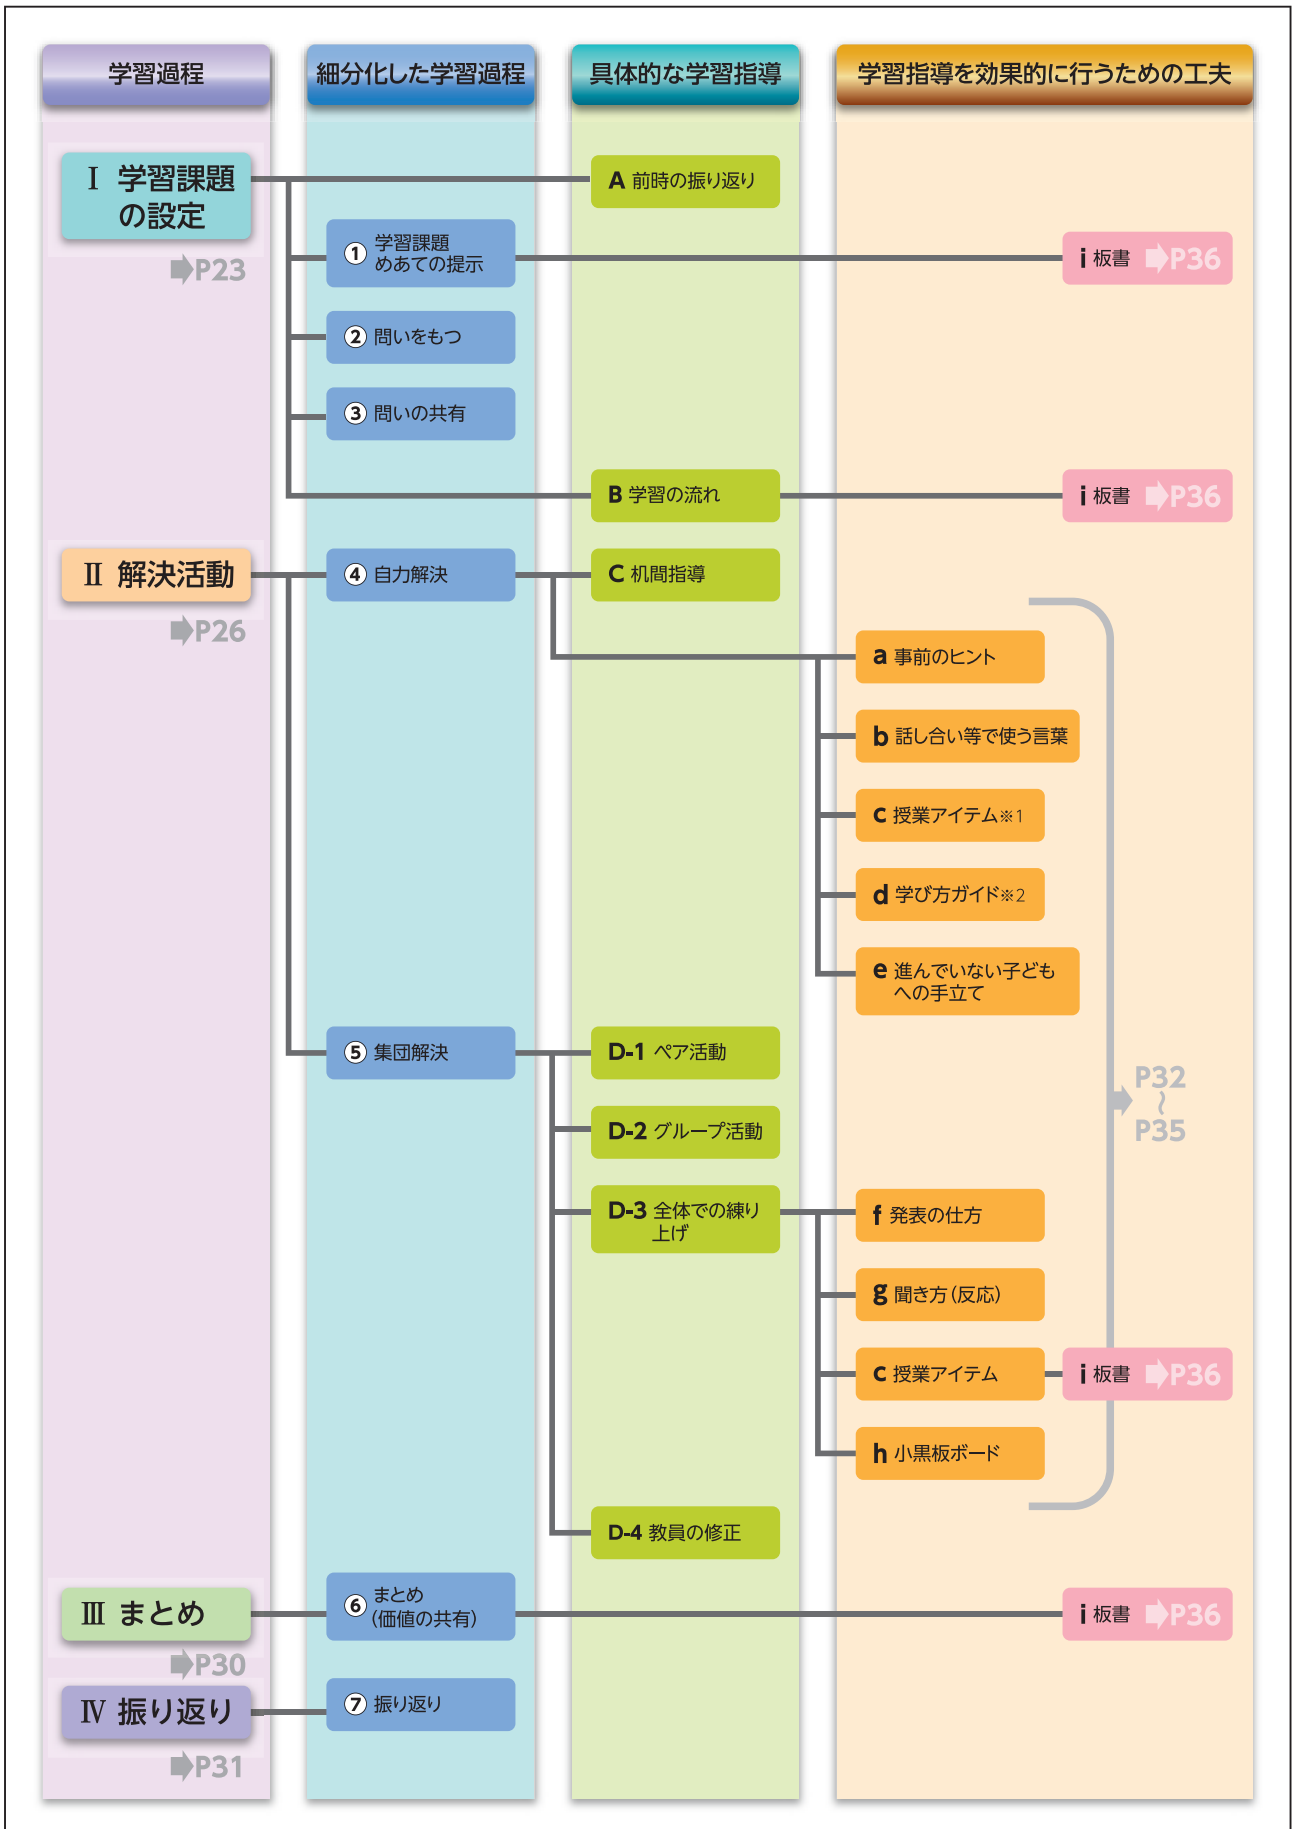 学習過程
細分化した学習過程
具体的な学習指導
学習指導を効果的に行うための工夫
Ⅰ 学習課題
の設定
P23
A 前時の振り返り
① 学習課題
めあての提示
i 板書 P36
② 問いをもつ
③ 問いの共有
B 学習の流れ
i 板書 P36
Ⅱ 解決活動
P26
④ 自力解決
C 机間指導
a 事前のヒント
b 話し合い等で使う言葉
c 授業アイテム※1
d 学び方ガイド※2
e 進んでいない子ども
への手立て
⑤ 集団解決
D-1 ペア活動
D-2 グループ活動
D-3 全体での練り
上げ
P32
〜
P35
f 発表の仕方
g 聞き方(反応)
c 授業アイテム
i 板書 P36
h 小黒板ボード
D-4 教員の修正
Ⅲ まとめ
P30
⑥ まとめ
(価値の共有)
i 板書 P36
Ⅳ 振り返り
P31
⑦ 振り返り